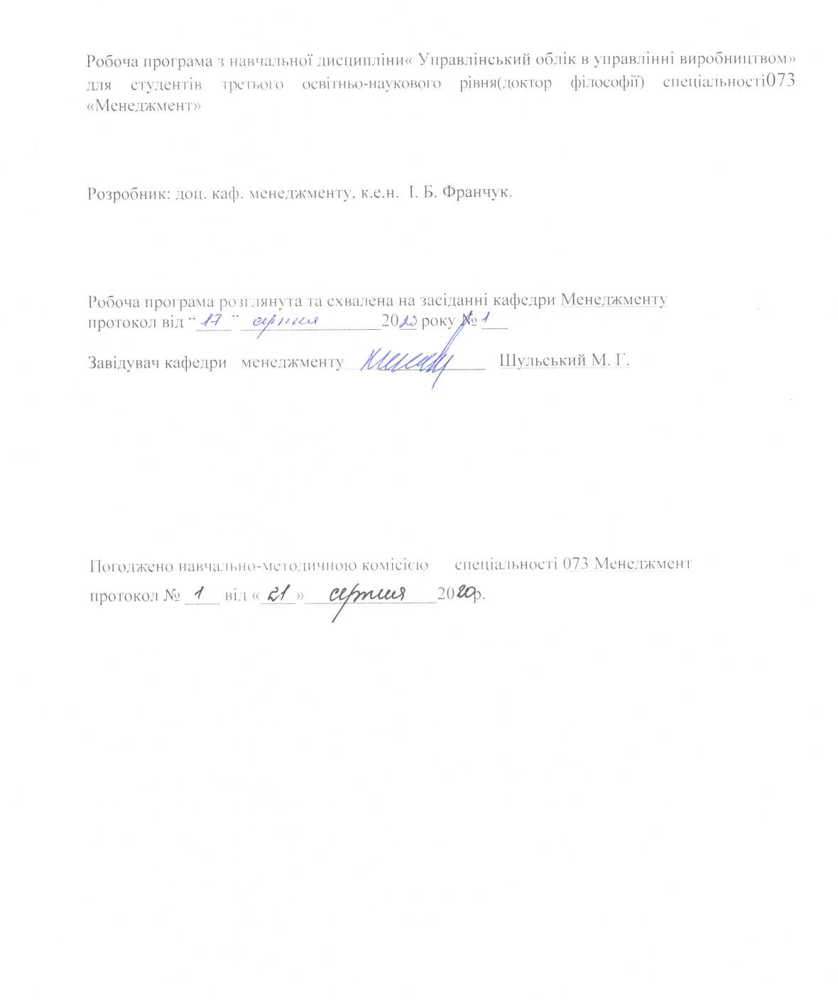 Робоча програма з навчальної дисципліни« Управлінський облік в управлінні виробництвом»
для студентів третього освітньо-наукового рівня(доктор філософії) спеціальності073
«Менеджмент»
Розробник: доц. каф. менеджменту, к.е.н. І. Б. Франчук.
Робоча програма розглянута та схвалена на засіданні кафедри Менеджменту
протокол від “ 17 ” серпня 2020 року № 1
Завідувач кафедри менеджменту Шульський М. Г.
Погоджено навчально-методичною комісією спеціальності 073 Менеджмент
протокол № 1 від « 21 » серпня 2020р.